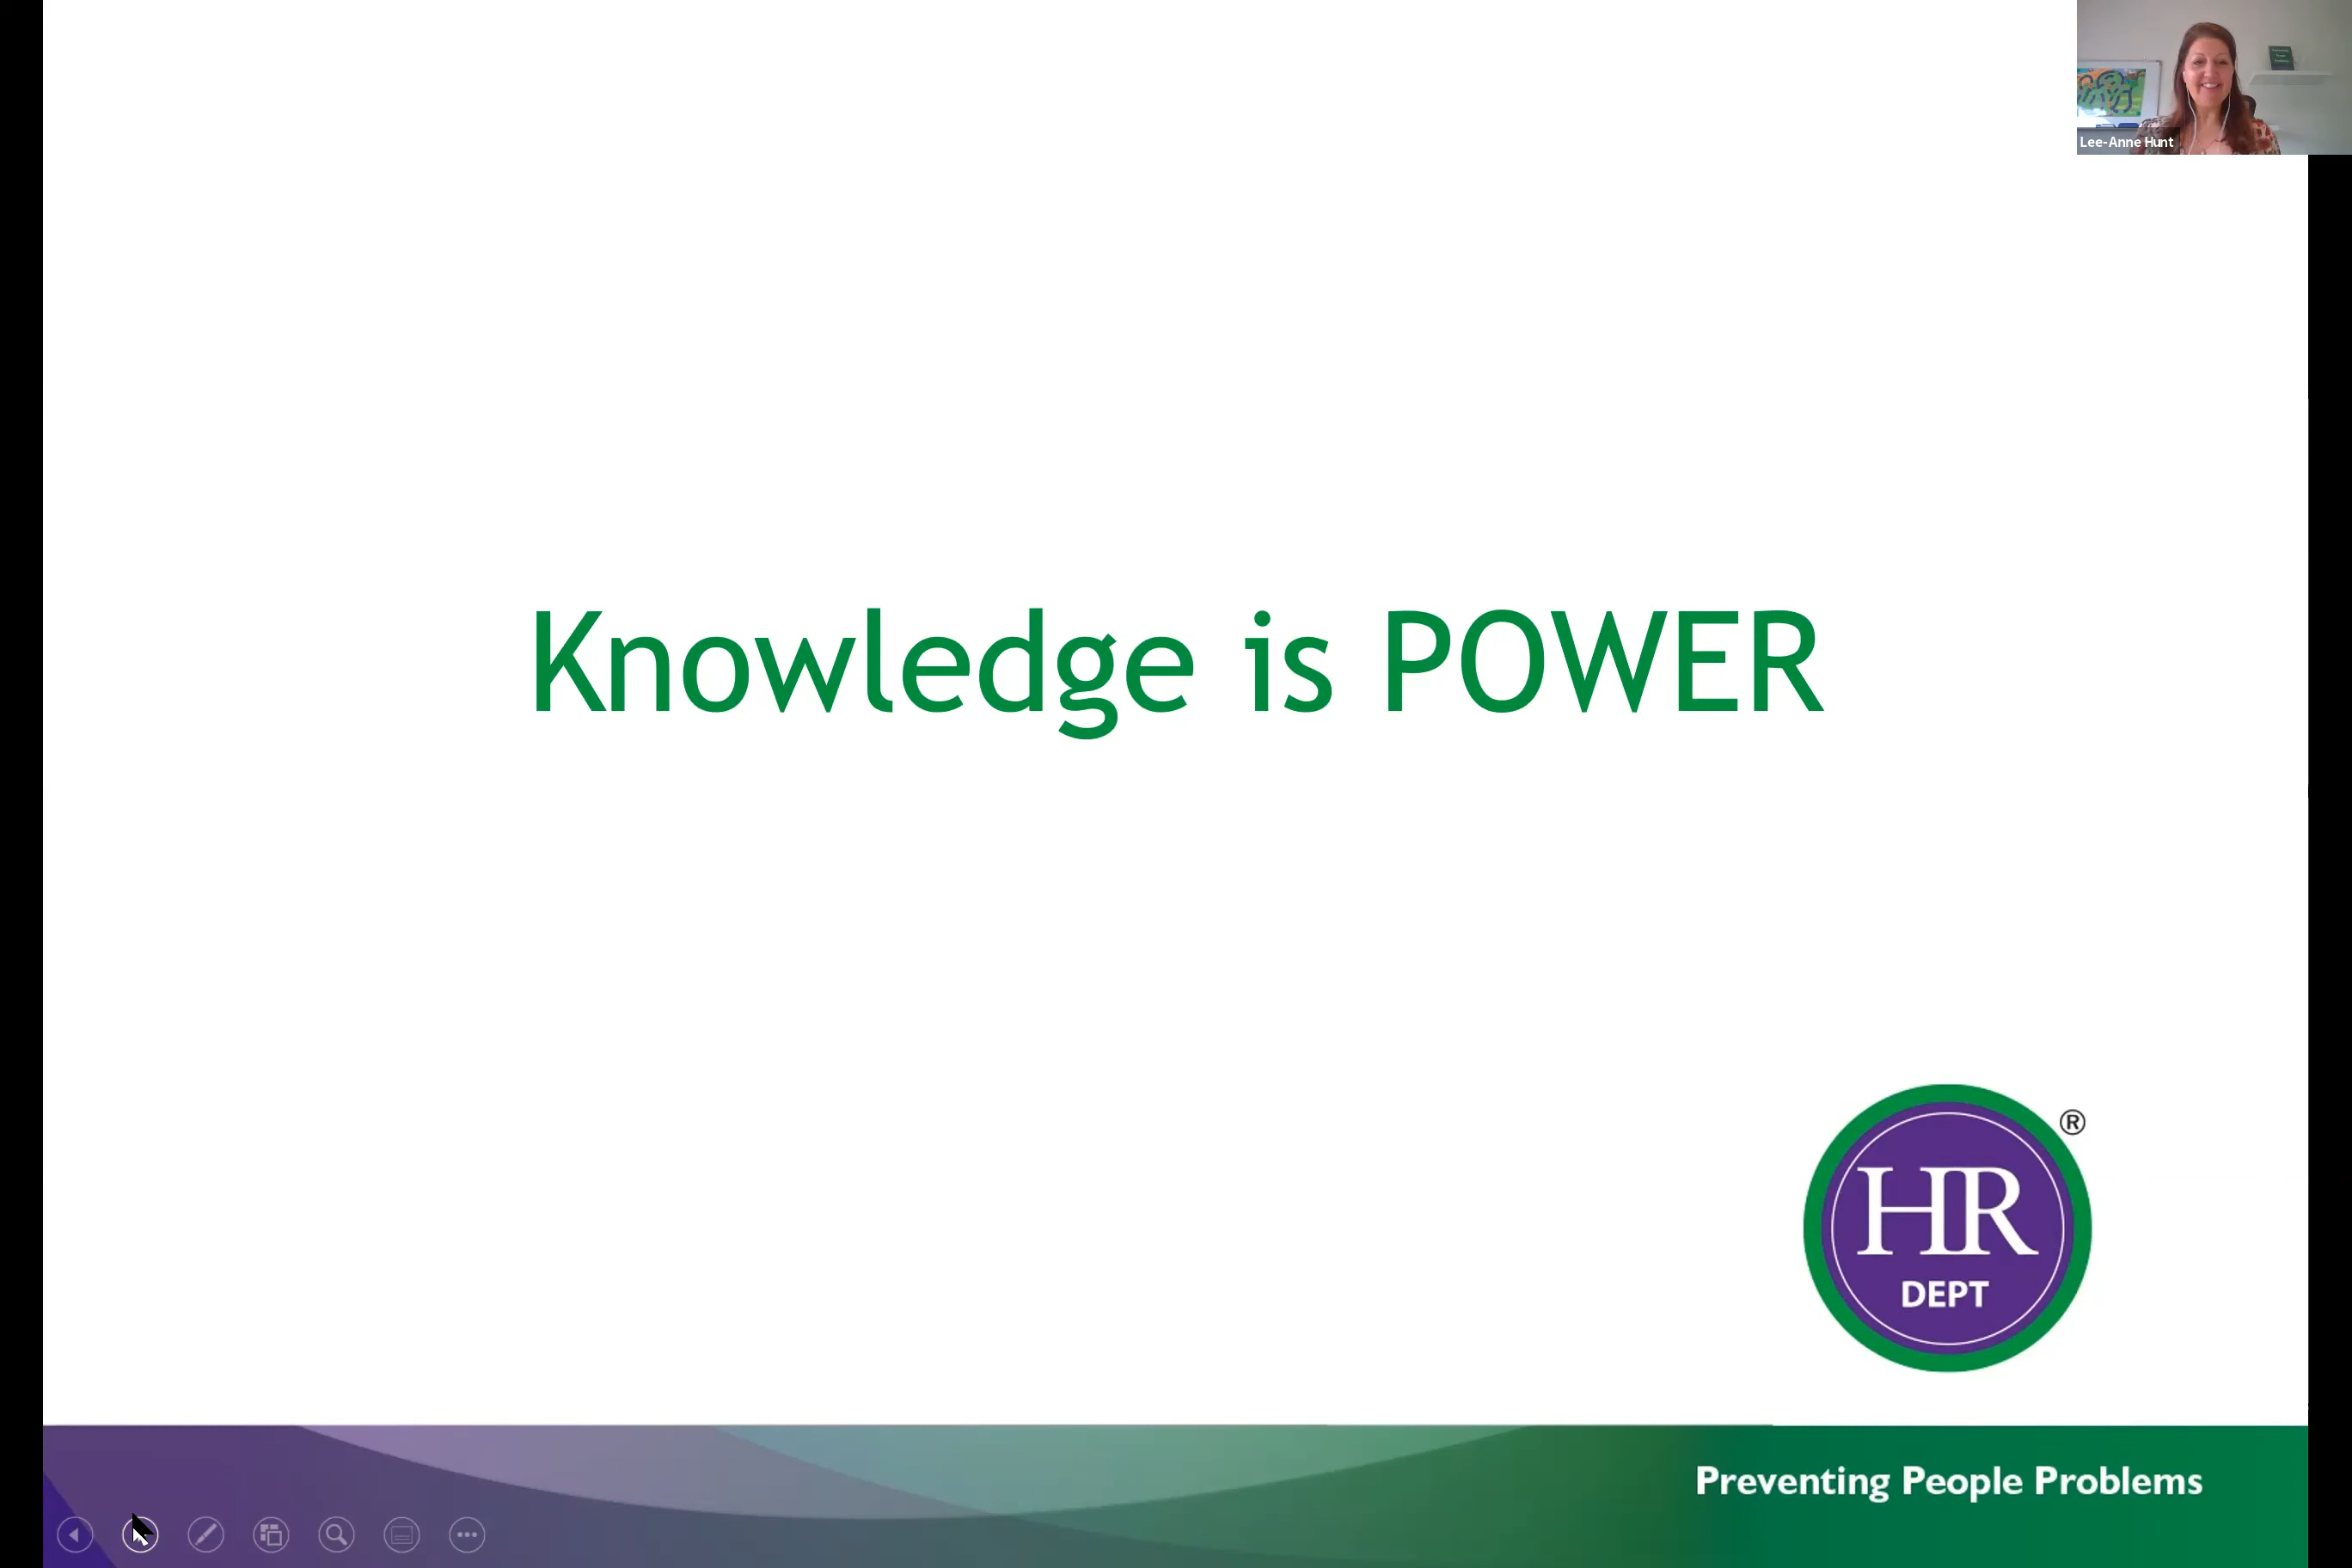 Lee-Anne Hunt
Knowledge is POWER
®
HR
DEPT
Preventing People Problems